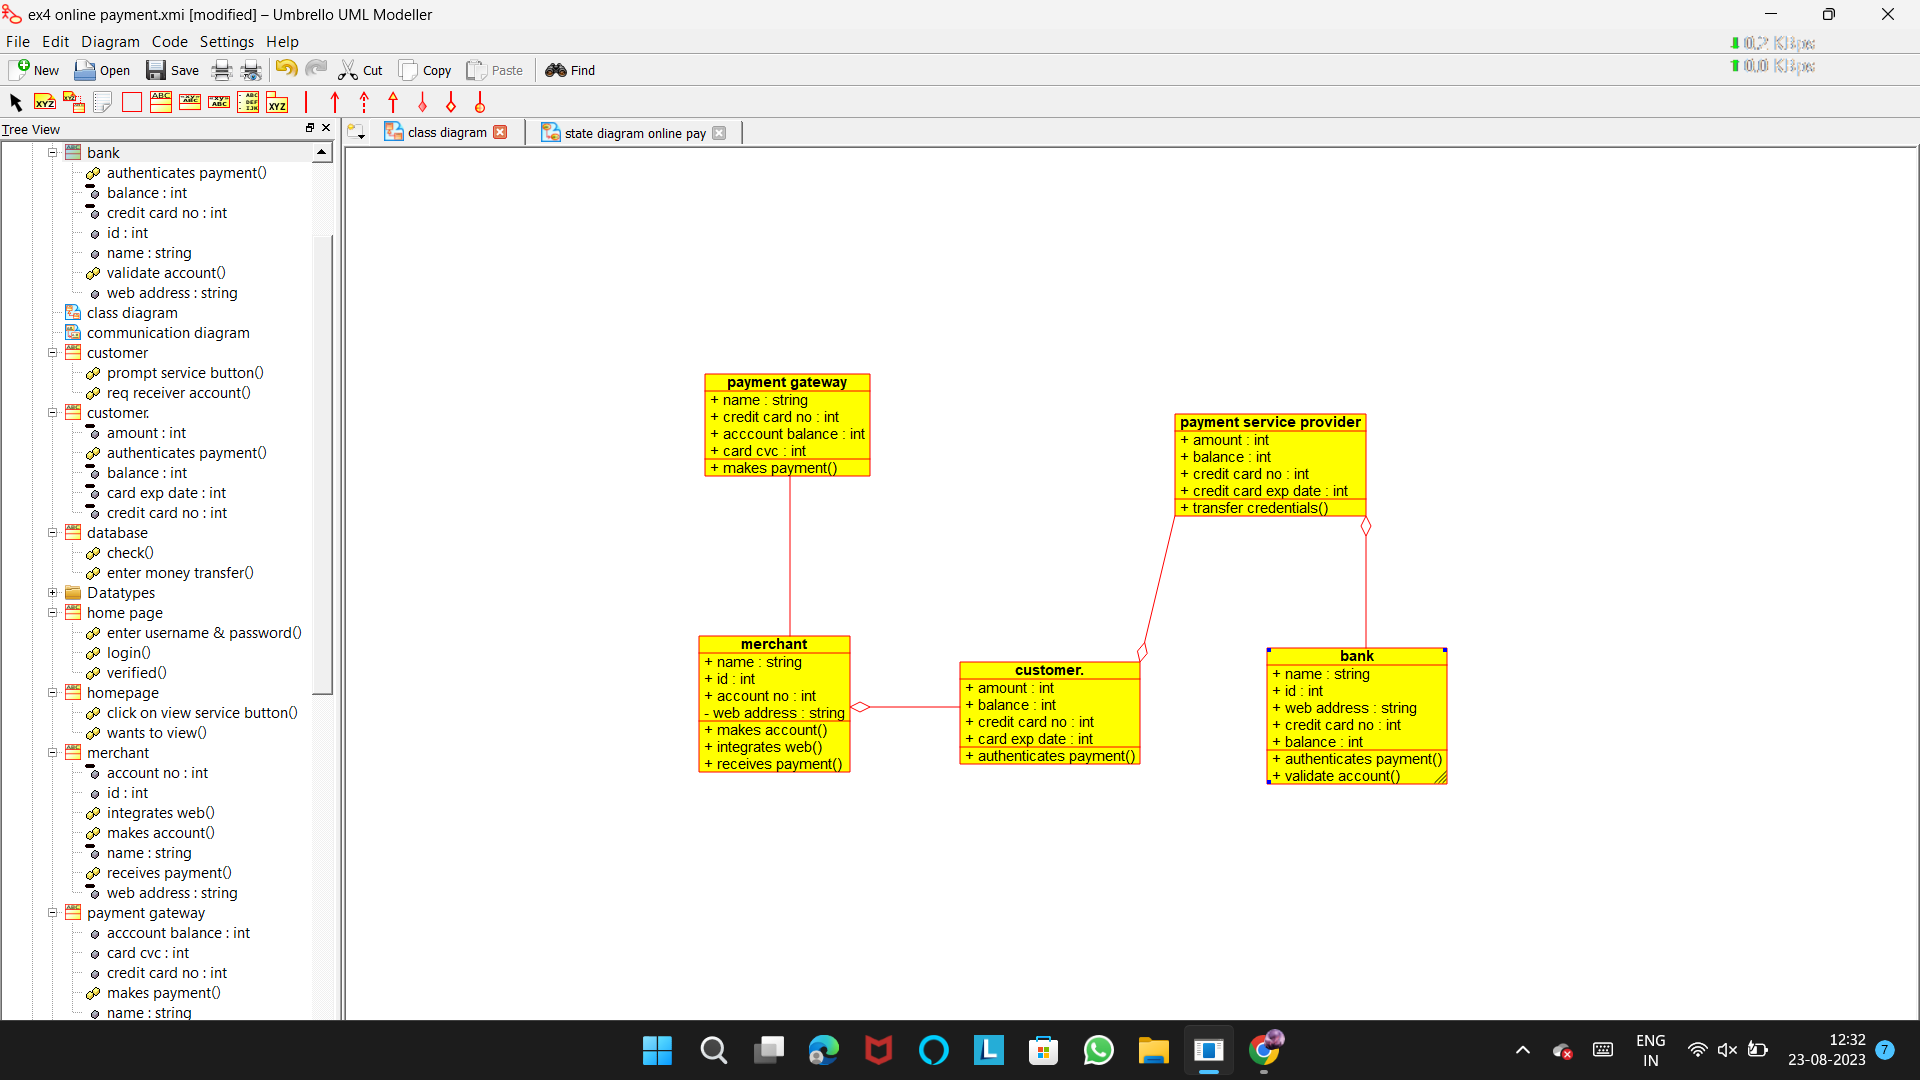 ex4 online payment.xmi [modified] – Umbrello UML Modeller
File Edit Diagram Code Settings Help
0.2 KBps
0.0 KBps
New Open Save Cut Copy Paste Find
Tree View
class diagram
state diagram online pay
bank
authenticates payment()
balance : int
credit card no : int
id : int
name : string
validate account()
web address : string
class diagram
communication diagram
customer
prompt service button()
req receiver account()
customer.
amount : int
authenticates payment()
balance : int
card exp date : int
credit card no : int
database
check()
enter money transfer()
Datatypes
home page
enter username & password()
login()
verified()
homepage
click on view service button()
wants to view()
merchant
account no : int
id : int
integrates web()
makes account()
name : string
receives payment()
web address : string
payment gateway
acccount balance : int
card cvc : int
credit card no : int
makes payment()
name : string
payment gateway
+ name : string
+ credit card no : int
+ acccount balance : int
+ card cvc : int
+ makes payment()
payment service provider
+ amount : int
+ balance : int
+ credit card no : int
+ credit card exp date : int
+ transfer credentials()
merchant
+ name : string
+ id : int
+ account no : int
- web address : string
+ makes account()
+ integrates web()
+ receives payment()
customer.
+ amount : int
+ balance : int
+ credit card no : int
+ card exp date : int
+ authenticates payment()
bank
+ name : string
+ id : int
+ web address : string
+ credit card no : int
+ balance : int
+ authenticates payment()
+ validate account()
ENG
IN
12:32
23-08-2023
7